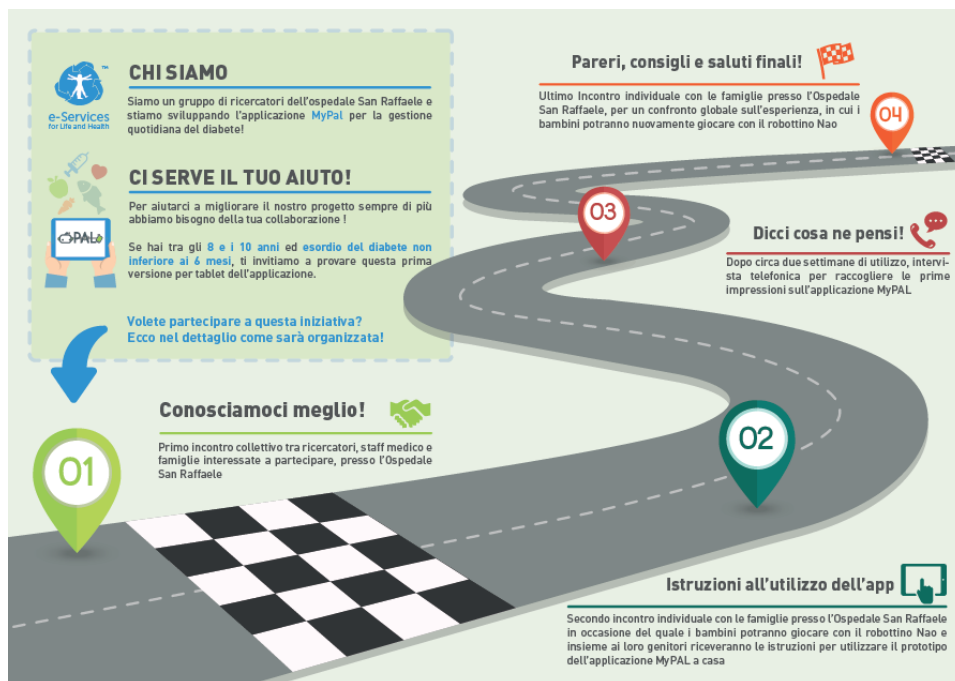 CHI SIAMO
Siamo un gruppo di ricercatori dell'ospedale San Raffaele e
stiamo sviluppando l'applicazione MyPal per la gestione
quotidiana del diabete!
e-Services
for Life and Health
TM
CI SERVE IL TUO AIUTO!
Per aiutarci a migliorare il nostro progetto sempre di più
abbiamo bisogno della tua collaborazione !
Se hai tra gli 8 e i 10 anni ed esordio del diabete non
inferiore ai 6 mesi, ti invitiamo a provare questa prima
versione per tablet dell'applicazione.
PAL
Volete partecipare a questa iniziativa?
Ecco nel dettaglio come sarà organizzata!
01
Conosciamoci meglio!
Primo incontro collettivo tra ricercatori, staff medico e
famiglie interessate a partecipare, presso l'Ospedale
San Raffaele
02
Istruzioni all'utilizzo dell'app
Secondo incontro individuale con le famiglie presso l'Ospedale San Raffaele
in occasione del quale i bambini potranno giocare con il robottino Nao e
insieme ai loro genitori riceveranno le istruzioni per utilizzare il prototipo
dell'applicazione MyPAL a casa
03
Dicci cosa ne pensi!
Dopo circa due settimane di utilizzo, intervi-
sta telefonica per raccogliere le prime
impressioni sull'applicazione MyPAL
04
Pareri, consigli e saluti finali!
Ultimo Incontro individuale con le famiglie presso l'Ospedale
San Raffaele, per un confronto globale sull'esperienza, in cui i
bambini potranno nuovamente giocare con il robottino Nao